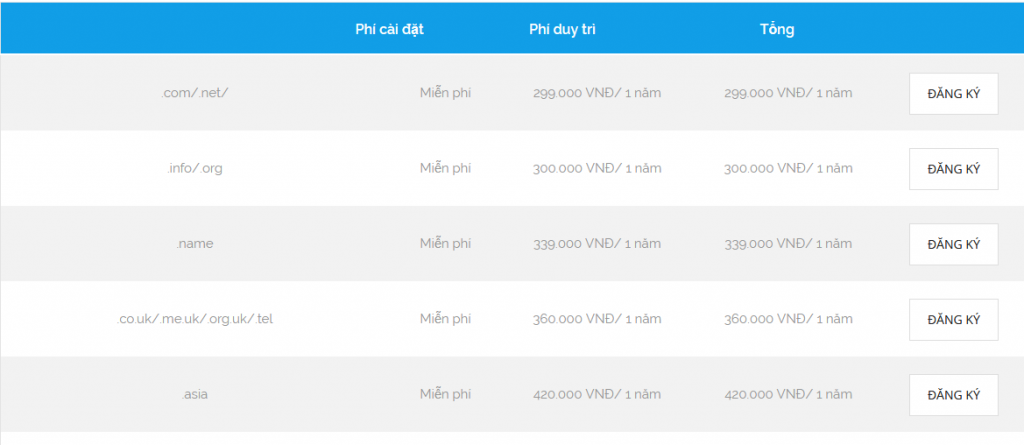 Phí cài đặt Phí duy trì Tổng
.com/.net/ Miễn phí 299.000 VNĐ/ 1 năm 299.000 VNĐ/ 1 năm ĐĂNG KÝ
.info/.org Miễn phí 300.000 VNĐ/ 1 năm 300.000 VNĐ/ 1 năm ĐĂNG KÝ
.name Miễn phí 339.000 VNĐ/ 1 năm 339.000 VNĐ/ 1 năm ĐĂNG KÝ
.co.uk/.me.uk/.org.uk/.tel Miễn phí 360.000 VNĐ/ 1 năm 360.000 VNĐ/ 1 năm ĐĂNG KÝ
.asia Miễn phí 420.000 VNĐ/ 1 năm 420.000 VNĐ/ 1 năm ĐĂNG KÝ